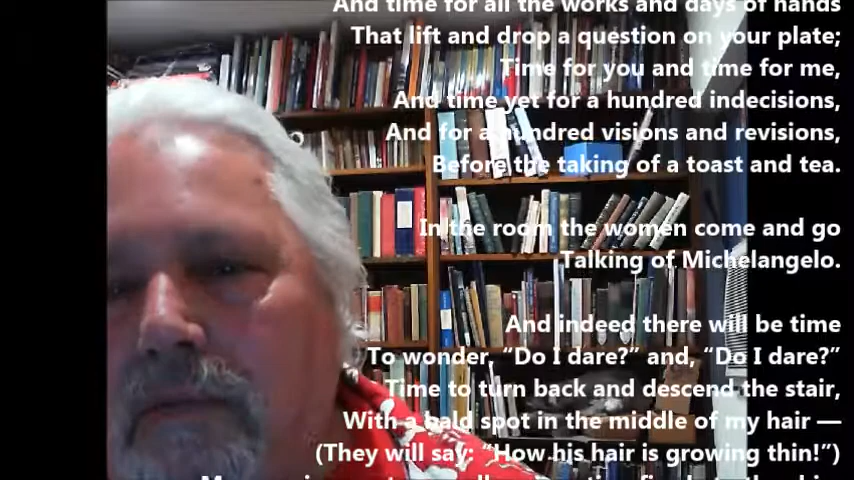 And time for all the works and days of hands
That lift and drop a question on your plate;
Time for you and time for me,
And time yet for a hundred indecisions,
And for a hundred visions and revisions,
Before the taking of a toast and tea.
In the room the women come and go
Talking of Michelangelo.
And indeed there will be time
To wonder, “Do I dare?” and, “Do I dare?”
Time to turn back and descend the stair,
With a bald spot in the middle of my hair —
(They will say: “How his hair is growing thin!”)